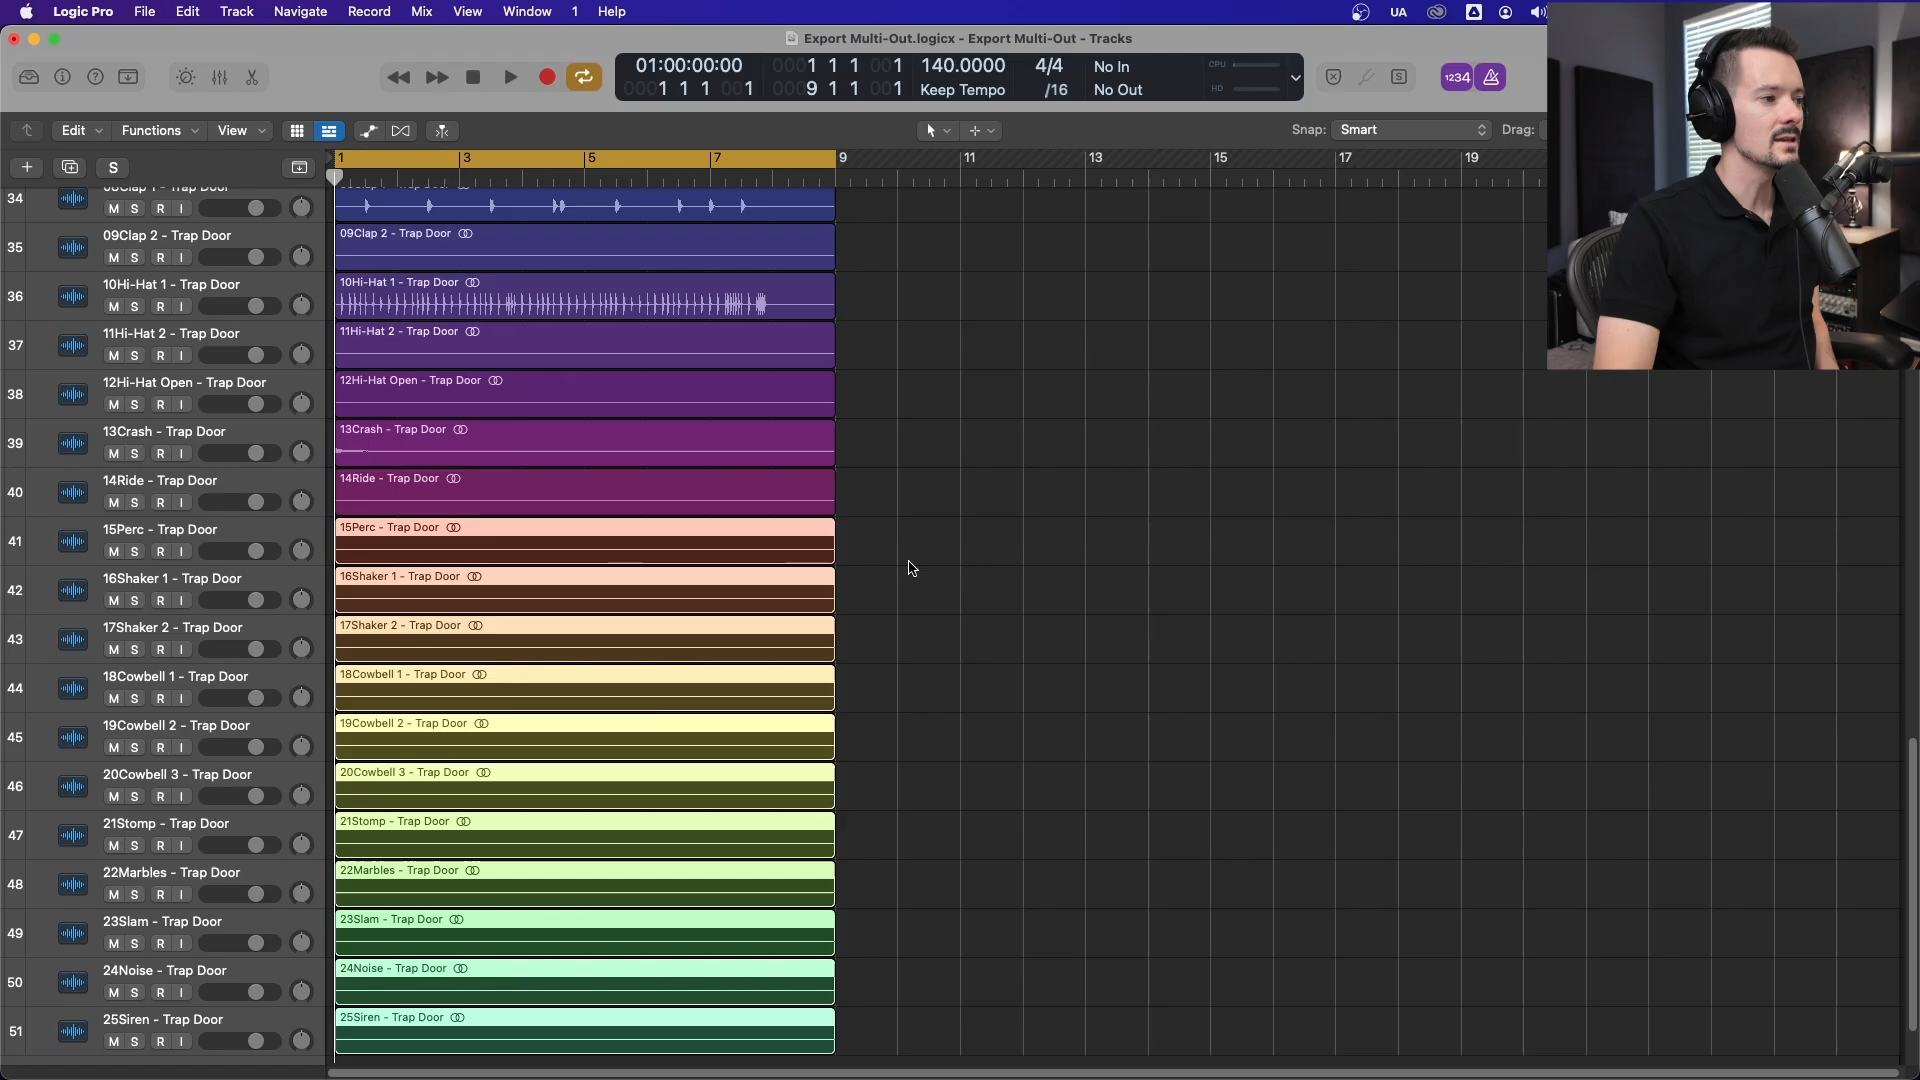 Logic Pro File Edit Track Navigate Record Mix View Window 1 Help UA
Export Multi-Out.logicx - Export Multi-Out - Tracks
01:00:00:00 0001 1 1 001 140.0000 4/4 No In CPU
0001 1 1 001 0009 1 1 001 Keep Tempo /16 No Out HD
S 1234
Edit Functions View Snap: Smart Drag:
S 1 3 5 7 9 11 13 15 17 19
34 08Clap 1 - Trap Door
M S R I
35 09Clap 2 - Trap Door 09Clap 2 - Trap Door
M S R I
36 10Hi-Hat 1 - Trap Door 10Hi-Hat 1 - Trap Door
M S R I
37 11Hi-Hat 2 - Trap Door 11Hi-Hat 2 - Trap Door
M S R I
38 12Hi-Hat Open - Trap Door 12Hi-Hat Open - Trap Door
M S R I
39 13Crash - Trap Door 13Crash - Trap Door
M S R I
40 14Ride - Trap Door 14Ride - Trap Door
M S R I
41 15Perc - Trap Door 15Perc - Trap Door
M S R I
42 16Shaker 1 - Trap Door 16Shaker 1 - Trap Door
M S R I
43 17Shaker 2 - Trap Door 17Shaker 2 - Trap Door
M S R I
44 18Cowbell 1 - Trap Door 18Cowbell 1 - Trap Door
M S R I
45 19Cowbell 2 - Trap Door 19Cowbell 2 - Trap Door
M S R I
46 20Cowbell 3 - Trap Door 20Cowbell 3 - Trap Door
M S R I
47 21Stomp - Trap Door 21Stomp - Trap Door
M S R I
48 22Marbles - Trap Door 22Marbles - Trap Door
M S R I
49 23Slam - Trap Door 23Slam - Trap Door
M S R I
50 24Noise - Trap Door 24Noise - Trap Door
M S R I
51 25Siren - Trap Door 25Siren - Trap Door
M S R I